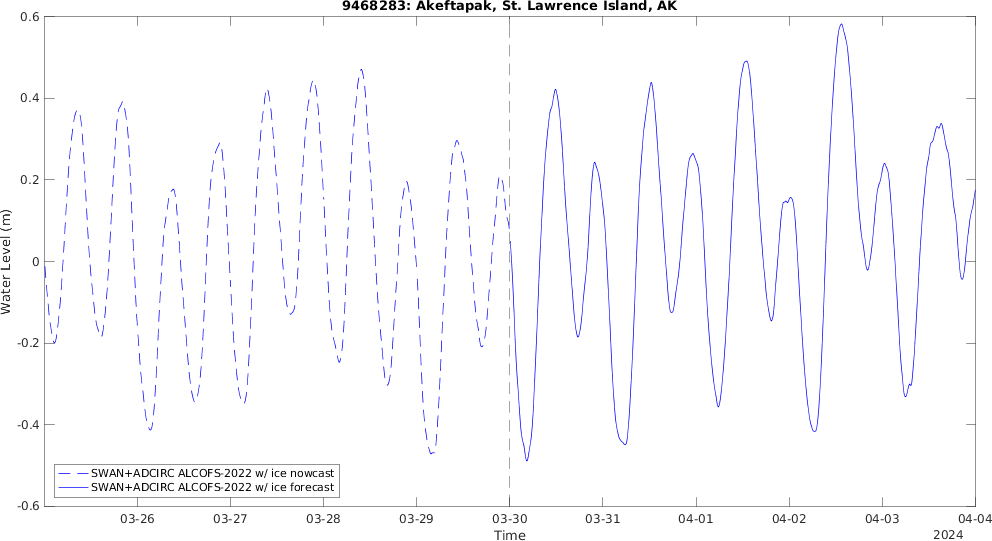 9468283: Akeftapak, St. Lawrence Island, AK
0.6
0.4
0.2
0
-0.2
-0.4
-0.6
Water Level (m)
SWAN+ADCIRC ALCOFS-2022 w/ ice nowcast
SWAN+ADCIRC ALCOFS-2022 w/ ice forecast
03-26 03-27 03-28 03-29 03-30 03-31 04-01 04-02 04-03 04-04
Time
2024